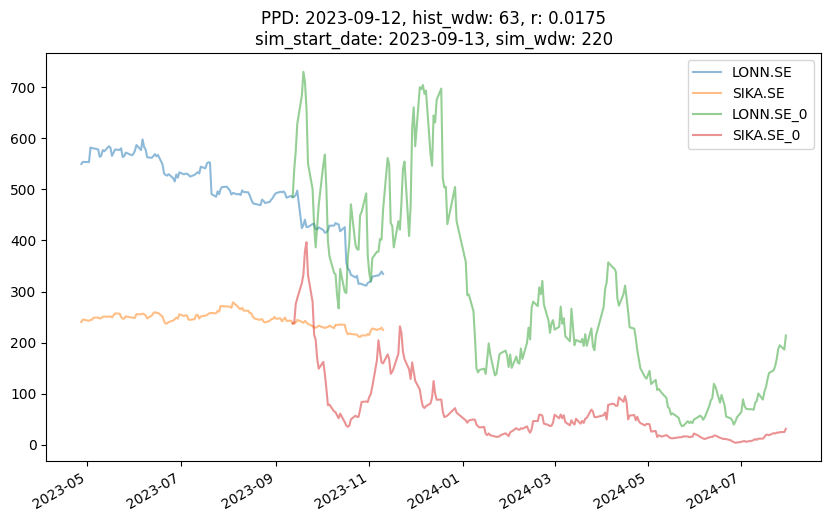 PPD: 2023-09-12, hist_wdw: 63, r: 0.0175
sim_start_date: 2023-09-13, sim_wdw: 220
LONN.SE
SIKA.SE
LONN.SE_0
SIKA.SE_0
700
600
500
400
300
200
100
0
2023-05
2023-07
2023-09
2023-11
2024-01
2024-03
2024-05
2024-07